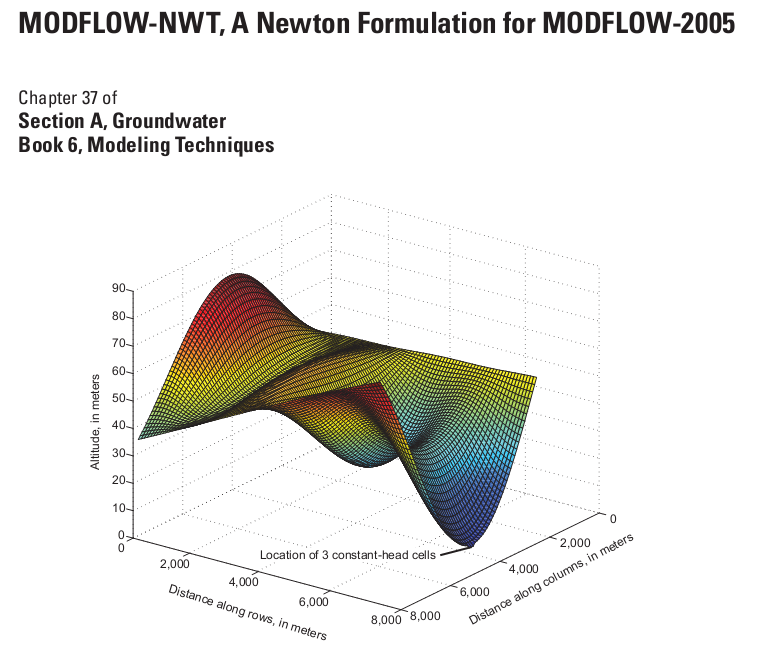 MODFLOW-NWT, A Newton Formulation for MODFLOW-2005
Chapter 37 of
Section A, Groundwater
Book 6, Modeling Techniques
90
80
70
60
50
40
30
20
10
0
Altitude, in meters
0
2,000
4,000
6,000
8,000
Distance along rows, in meters
Location of 3 constant-head cells
8,000
6,000
4,000
2,000
0
Distance along columns, in meters